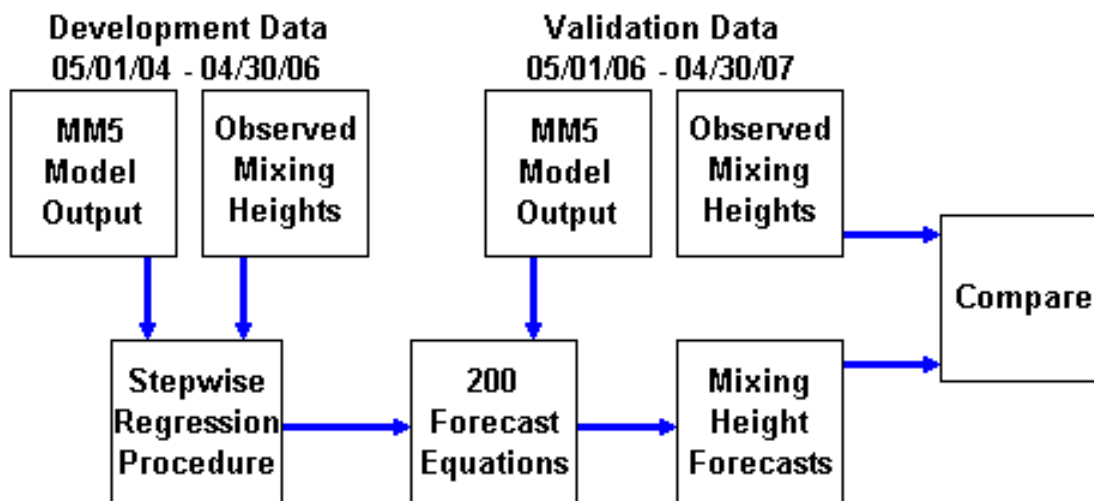 Development Data
05/01/04 - 04/30/06
MM5
Model
Output
Observed
Mixing
Heights
Validation Data
05/01/06 - 04/30/07
MM5
Model
Output
Observed
Mixing
Heights
Compare
Stepwise
Regression
Procedure
200
Forecast
Equations
Mixing
Height
Forecasts